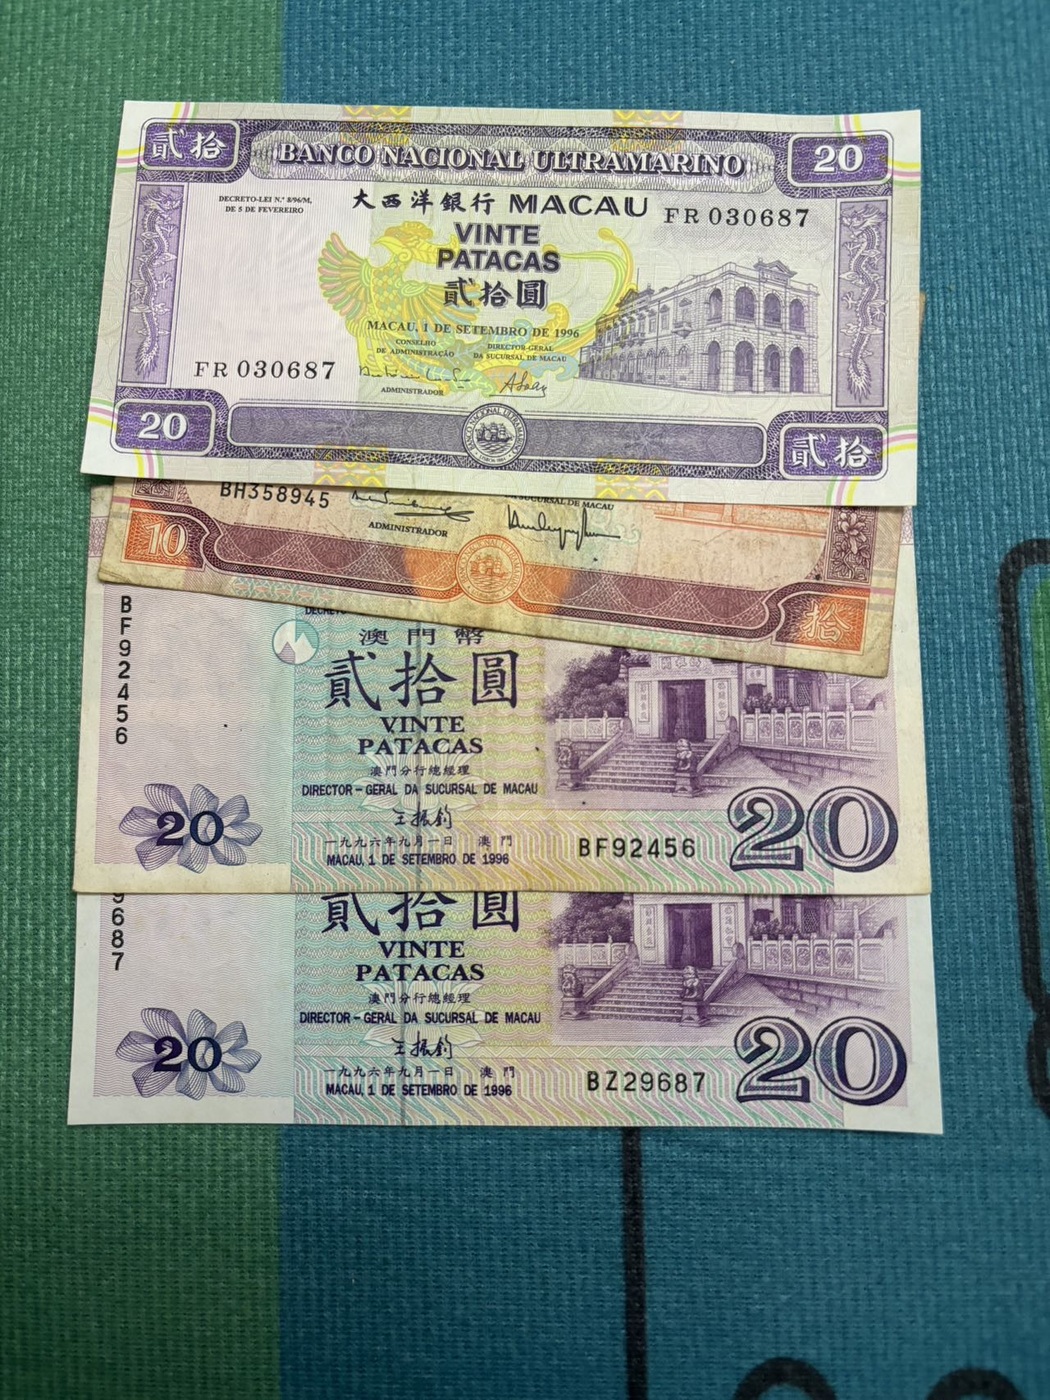 貳拾
BANCO NACIONAL ULTRAMARINO
20
DECRETO-LEI N.º 8/96/M,
DE 5 DE FEVEREIRO
大西洋銀行 MACAU
FR 030687
VINTE
PATACAS
貳拾圓
MACAU, 1 DE SETEMBRO DE 1996
CONSELHO
DE ADMINISTRAÇÃO
DIRECTOR-GERAL
DA SUCURSAL DE MACAU
FR 030687
ADMINISTRADOR
20
貳拾
BH358945
SUCURSAL DE MACAU
ADMINISTRADOR
10
拾
BF92456
澳門幣
貳拾圓
VINTE
PATACAS
澳門分行總經理
DIRECTOR-GERAL DA SUCURSAL DE MACAU
王振鈞
20
一九九六年九月一日 澳門
MACAU, 1 DE SETEMBRO DE 1996
BF92456
20
9687
貳拾圓
VINTE
PATACAS
澳門分行總經理
DIRECTOR-GERAL DA SUCURSAL DE MACAU
王振鈞
20
一九九六年九月一日 澳門
MACAU, 1 DE SETEMBRO DE 1996
BZ29687
20